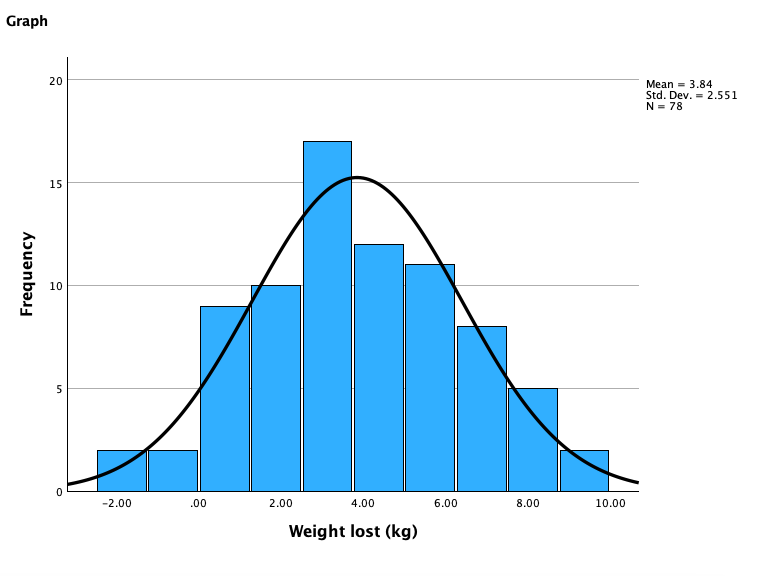 Graph
20
15
10
5
0
Frequency
-2.00 .00 2.00 4.00 6.00 8.00 10.00
Weight lost (kg)
Mean = 3.84
Std. Dev. = 2.551
N = 78